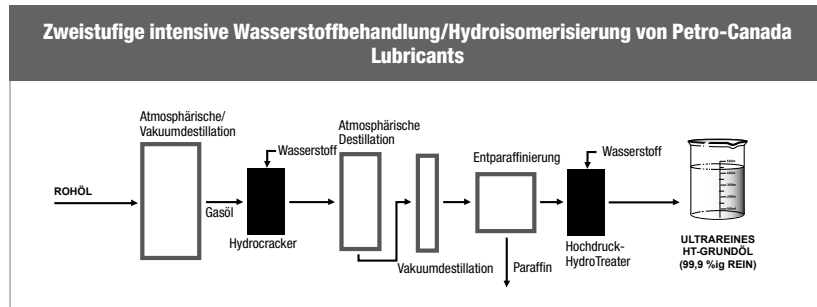 Zweistufige intensive Wasserstoffbehandlung/Hydroisomerisierung von Petro-Canada
Lubricants
Atmosphärische/
Vakuumdestillation
Atmosphärische
Destillation
Wasserstoff
Entparaffinierung
Wasserstoff
ROHÖL
Gasöl
Hydrocracker
Vakuumdestillation
Paraffin
Hochdruck-
HydroTreater
ULTRAREINES
HT-GRUNDÖL
(99,9 %ig REIN)